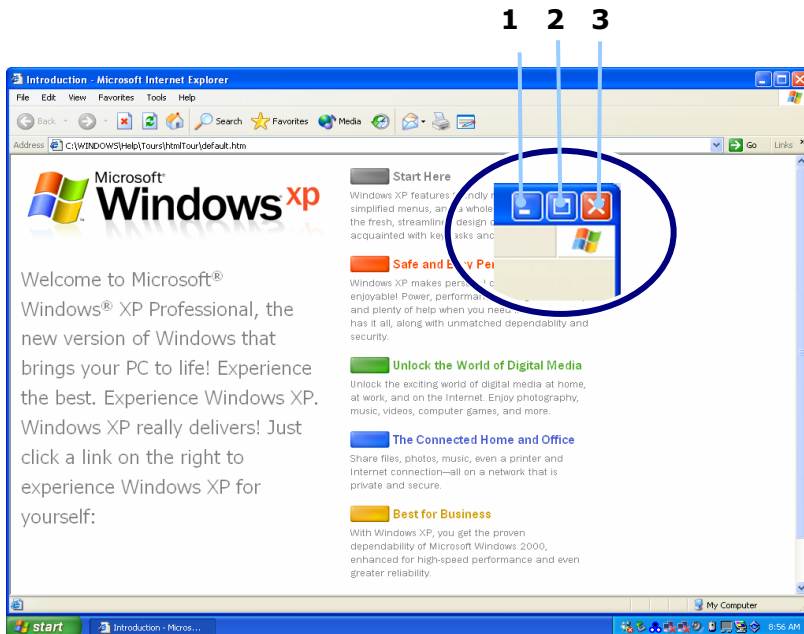 1 2 3
Introduction - Microsoft Internet Explorer
File Edit View Favorites Tools Help
Back Search Favorites Media
Address C:\WINDOWS\Help\Tours\htmlTour\default.htm Go Links
Microsoft®
Windows xp
Welcome to Microsoft®
Windows® XP Professional, the
new version of Windows that
brings your PC to life! Experience
the best. Experience Windows XP.
Windows XP really delivers! Just
click a link on the right to
experience Windows XP for
yourself:
Start Here
Windows XP features
simplified menus, and a whole
the fresh, streamlined design
acquainted with key tasks and
Safe and Easy
Windows XP makes
enjoyable! Power,
and plenty of help when you need
has it all, along with unmatched dependablity and
security.
Unlock the World of Digital Media
Unlock the exciting world of digital media at home,
at work, and on the Internet. Enjoy photography,
music, videos, computer games, and more.
The Connected Home and Office
Share files, photos, music, even a printer and
Internet connection—all on a network that is
private and secure.
Best for Business
With Windows XP, you get the proven
dependability of Microsoft Windows 2000,
enhanced for high-speed performance and even
greater reliability.
My Computer
start Introduction - Micros... 8:56 AM